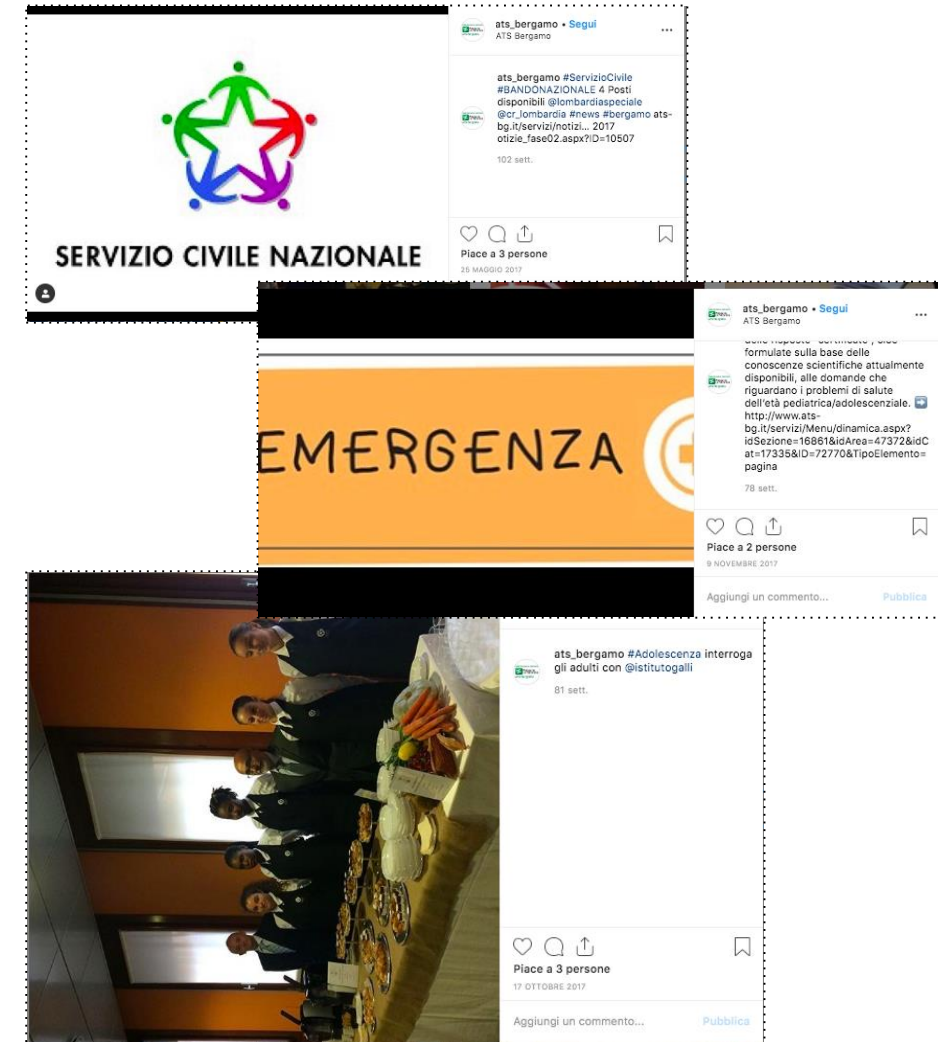 ats_bergamo • Segui
ATS Bergamo
ats_bergamo #ServizioCivile
#BANDONAZIONALE 4 Posti
disponibili @lombardiaspeciale
@cr_lombardia #news #bergamo ats-
bg.it/servizi/notizi... 2017
otizie_fase02.aspx?ID=10507
102 sett.
SERVIZIO CIVILE NAZIONALE
Piace a 3 persone
25 MAGGIO 2017
ats_bergamo • Segui
ATS Bergamo
formulate sulla base delle
conoscenze scientifiche attualmente
disponibili, alle domande che
riguardano i problemi di salute
dell'età pediatrica/adolescenziale. ➡
http://www.ats-
bg.it/servizi/Menu/dinamica.aspx?
idSezione=16861&idArea=47372&idC
at=17335&ID=72770&TipoElemento=
pagina
78 sett.
EMERGENZA
Piace a 2 persone
9 NOVEMBRE 2017
Aggiungi un commento... Pubblica
ats_bergamo #Adolescenza interroga
gli adulti con @istitutogalli
81 sett.
Piace a 3 persone
17 OTTOBRE 2017
Aggiungi un commento... Pubblica